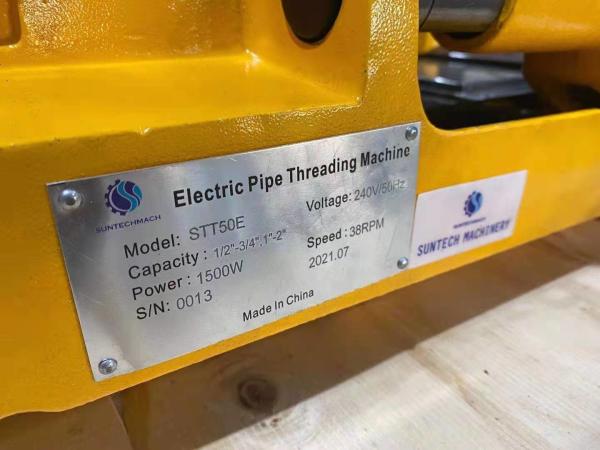 SUNTECHMACH
Electric Pipe Threading Machine
Model: STT50E
Voltage: 240V/50Hz
Capacity : 1/2"-3/4",1"-2"
Speed : 38RPM
Power : 1500W
2021.07
S/N: 0013
Made In China
SUNTECH MACHINERY